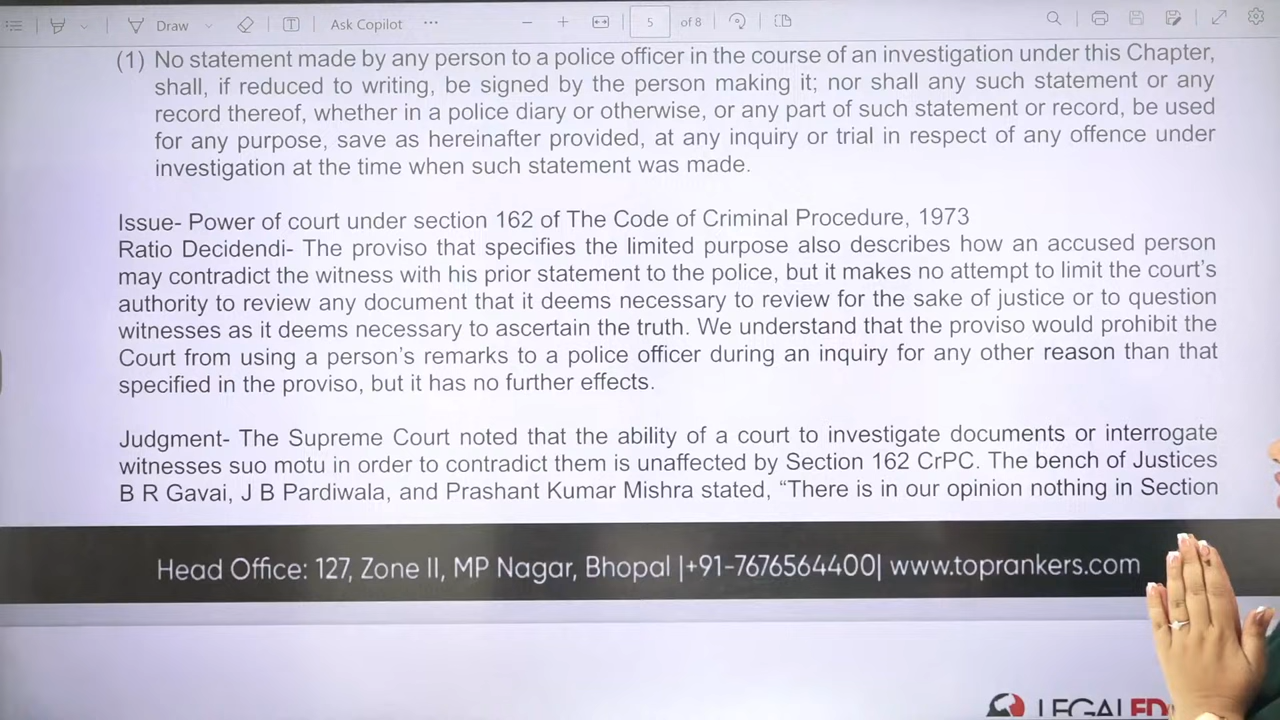 Draw
Ask Copilot
5
of 8
(1) No statement made by any person to a police officer in the course of an investigation under this Chapter,
shall, if reduced to writing, be signed by the person making it; nor shall any such statement or any
record thereof, whether in a police diary or otherwise, or any part of such statement or record, be used
for any purpose, save as hereinafter provided, at any inquiry or trial in respect of any offence under
investigation at the time when such statement was made.
Issue- Power of court under section 162 of The Code of Criminal Procedure, 1973
Ratio Decidendi- The proviso that specifies the limited purpose also describes how an accused person
may contradict the witness with his prior statement to the police, but it makes no attempt to limit the court's
authority to review any document that it deems necessary to review for the sake of justice or to question
witnesses as it deems necessary to ascertain the truth. We understand that the proviso would prohibit the
Court from using a person's remarks to a police officer during an inquiry for any other reason than that
specified in the proviso, but it has no further effects.
Judgment- The Supreme Court noted that the ability of a court to investigate documents or interrogate
witnesses suo motu in order to contradict them is unaffected by Section 162 CrPC. The bench of Justices
B R Gavai, J B Pardiwala, and Prashant Kumar Mishra stated, “There is in our opinion nothing in Section
Head Office: 127, Zone II, MP Nagar, Bhopal |+91-7676564400| www.toprankers.com
LEGALED